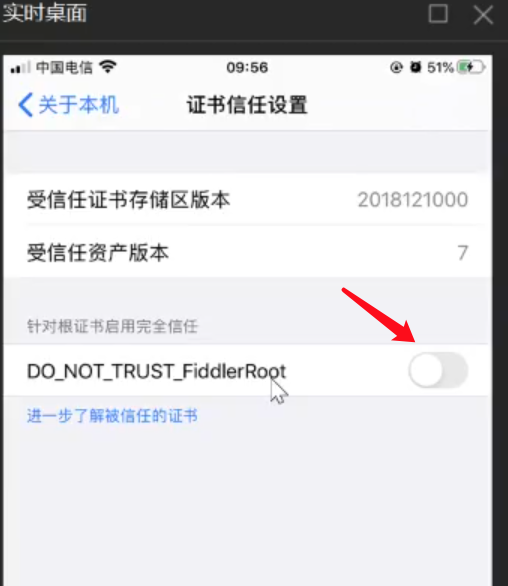 实时桌面
中国电信 09:56 51%
关于本机 证书信任设置
受信任证书存储区版本 2018121000
受信任资产版本 7
针对根证书启用完全信任
DO_NOT_TRUST_FiddlerRoot
进一步了解被信任的证书